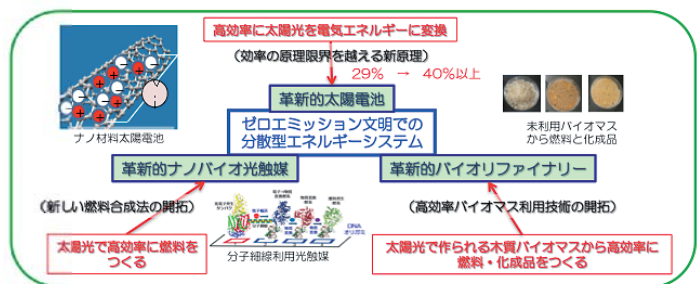 高効率に太陽光を電気エネルギーに変換
(効率の原理限界を越える新原理)
29% → 40%以上
革新的太陽電池
ナノ材料太陽電池
ゼロエミッション文明での
分散型エネルギーシステム
未利用バイオマス
から燃料と化成品
革新的ナノバイオ光触媒
革新的バイオリファイナリー
(新しい燃料合成法の開拓)
(高効率バイオマス利用技術の開拓)
DNA
オリガミ
太陽光で高効率に燃料を
つくる
分子細線利用光触媒
太陽光で作られる木質バイオマスから高効率に
燃料・化成品をつくる